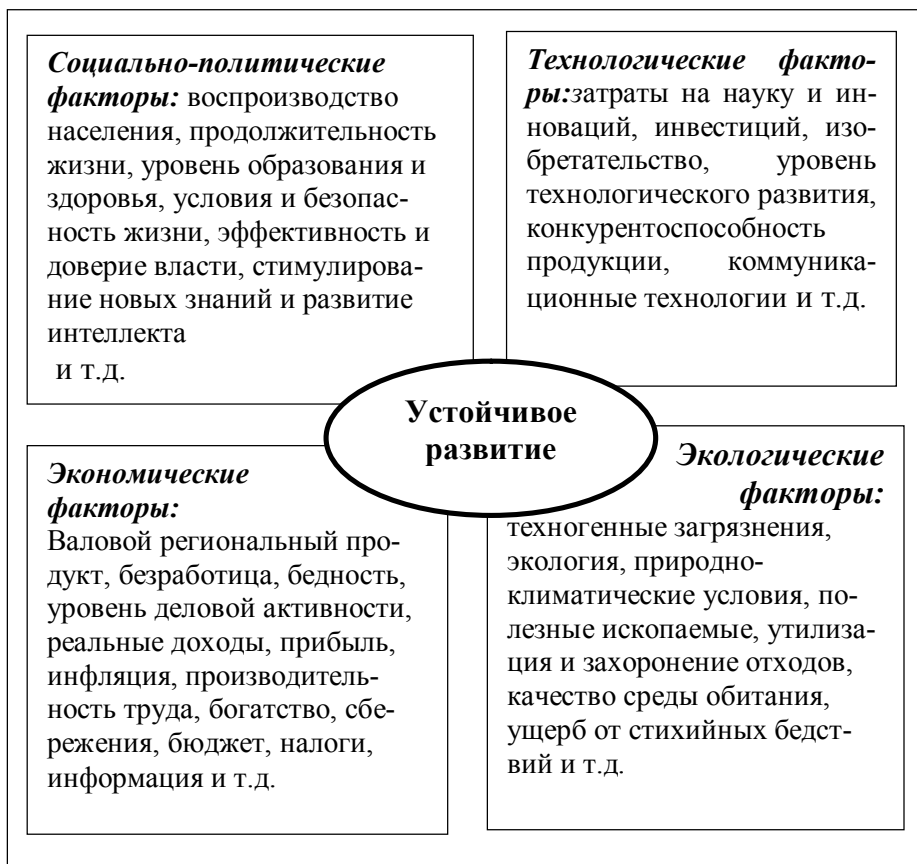 Социально-политические
факторы: воспроизводство
населения, продолжительность
жизни, уровень образования и
здоровья, условия и безопас-
ность жизни, эффективность и
доверие власти, стимулирова-
ние новых знаний и развитие
интеллекта
и т.д.
Технологические факто-
ры:затраты на науку и ин-
новаций, инвестиций, изо-
бретательство, уровень
технологического развития,
конкурентоспособность
продукции, коммуника-
ционные технологии и т.д.
Устойчивое
развитие
Экономические
факторы:
Валовой региональный про-
дукт, безработица, бедность,
уровень деловой активности,
реальные доходы, прибыль,
инфляция, производитель-
ность труда, богатство, сбе-
режения, бюджет, налоги,
информация и т.д.
Экологические
факторы:
техногенные загрязнения,
экология, природно-
климатические условия, по-
лезные ископаемые, утилиза-
ция и захоронение отходов,
качество среды обитания,
ущерб от стихийных бедст-
вий и т.д.